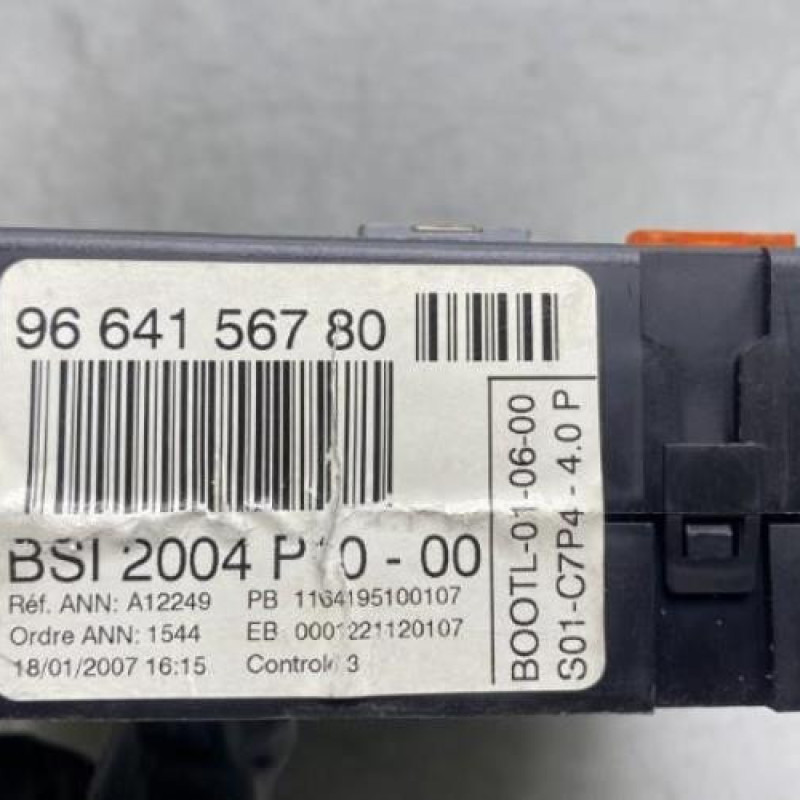 96 641 567 80
BSI 2004 P10 - 00
Réf. ANN: A12249 PB 1164195100107
Ordre ANN: 1544 EB 0001221120107
18/01/2007 16:15 Controle 3
BOOTL-01-06-00
S01-C7P4 - 4.0 P